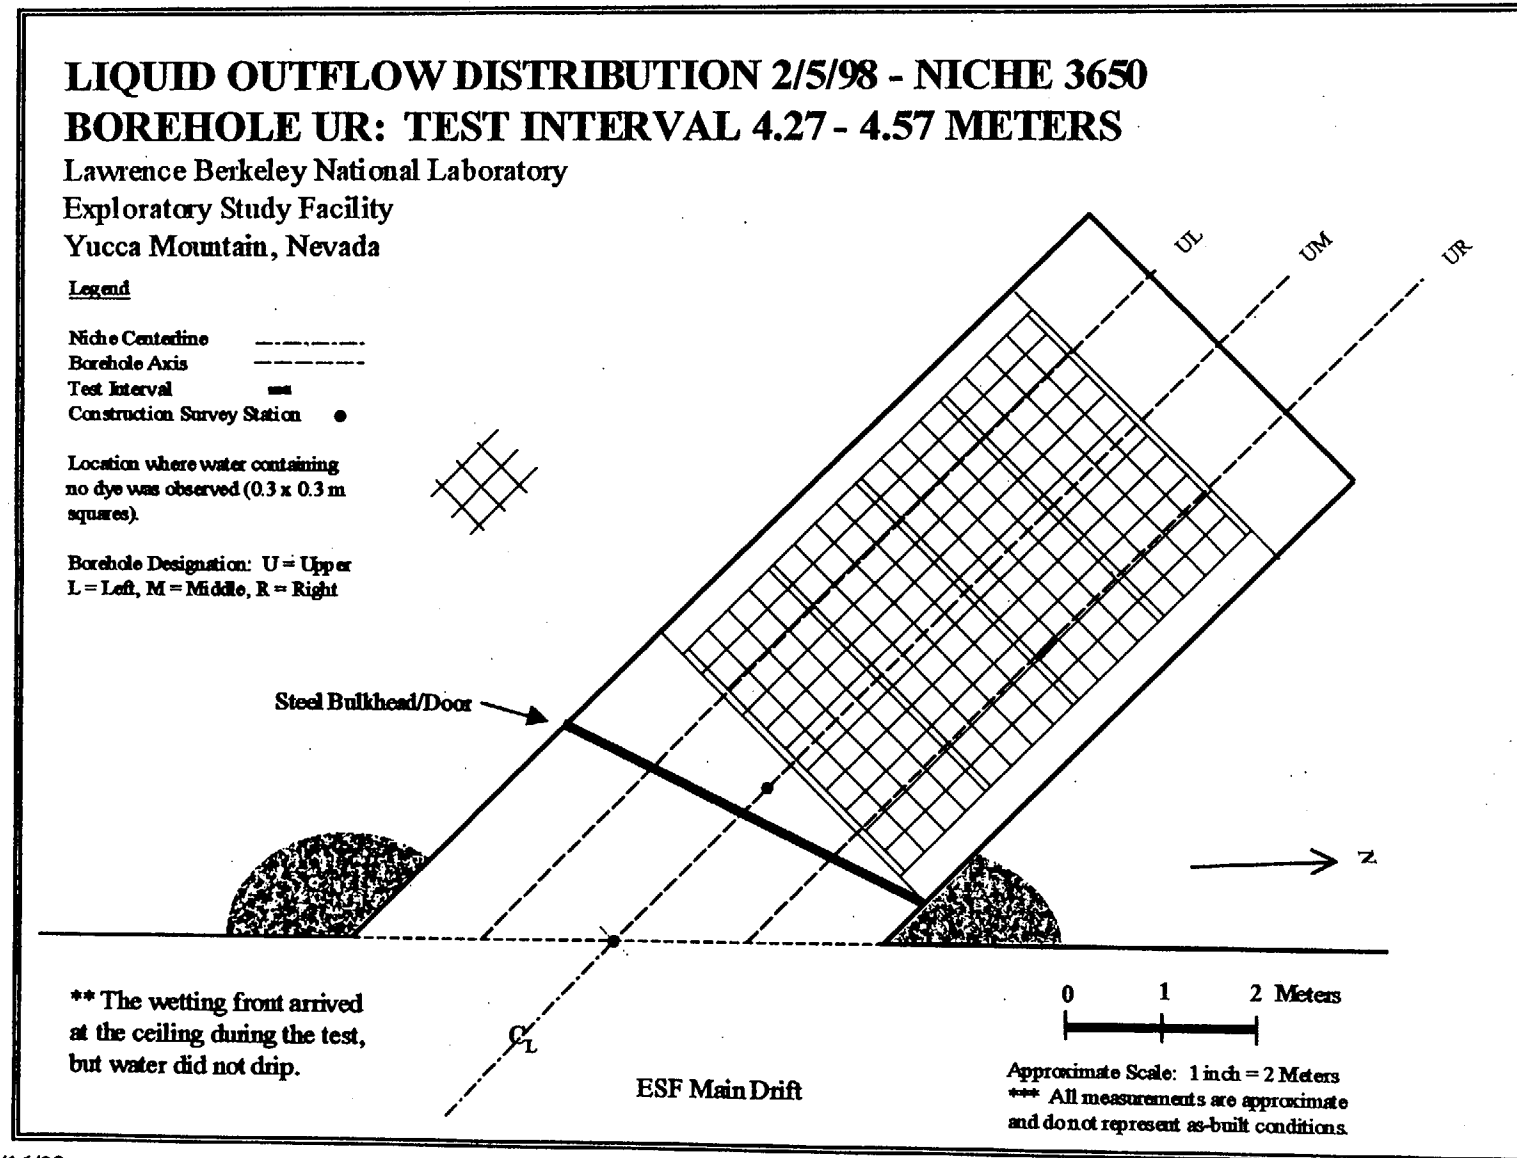 LIQUID OUTFLOW DISTRIBUTION 2/5/98 - NICHE 3650
BOREHOLE UR: TEST INTERVAL 4.27 - 4.57 METERS
Lawrence Berkeley National Laboratory
Exploratory Study Facility
Yucca Mountain, Nevada
Legend
Niche Centerline
Borehole Axis
Test Interval
Construction Survey Station
Location where water containing
no dye was observed (0.3 x 0.3 m
squares).
Borehole Designation: U = Upper
L = Left, M = Middle, R = Right
UL
UM
UR
Steel Bulkhead/Door
N
** The wetting front arrived
at the ceiling during the test,
but water did not drip.
CL
ESF Main Drift
0 1 2 Meters
Approximate Scale: 1 inch = 2 Meters
*** All measurements are approximate
and do not represent as-built conditions.